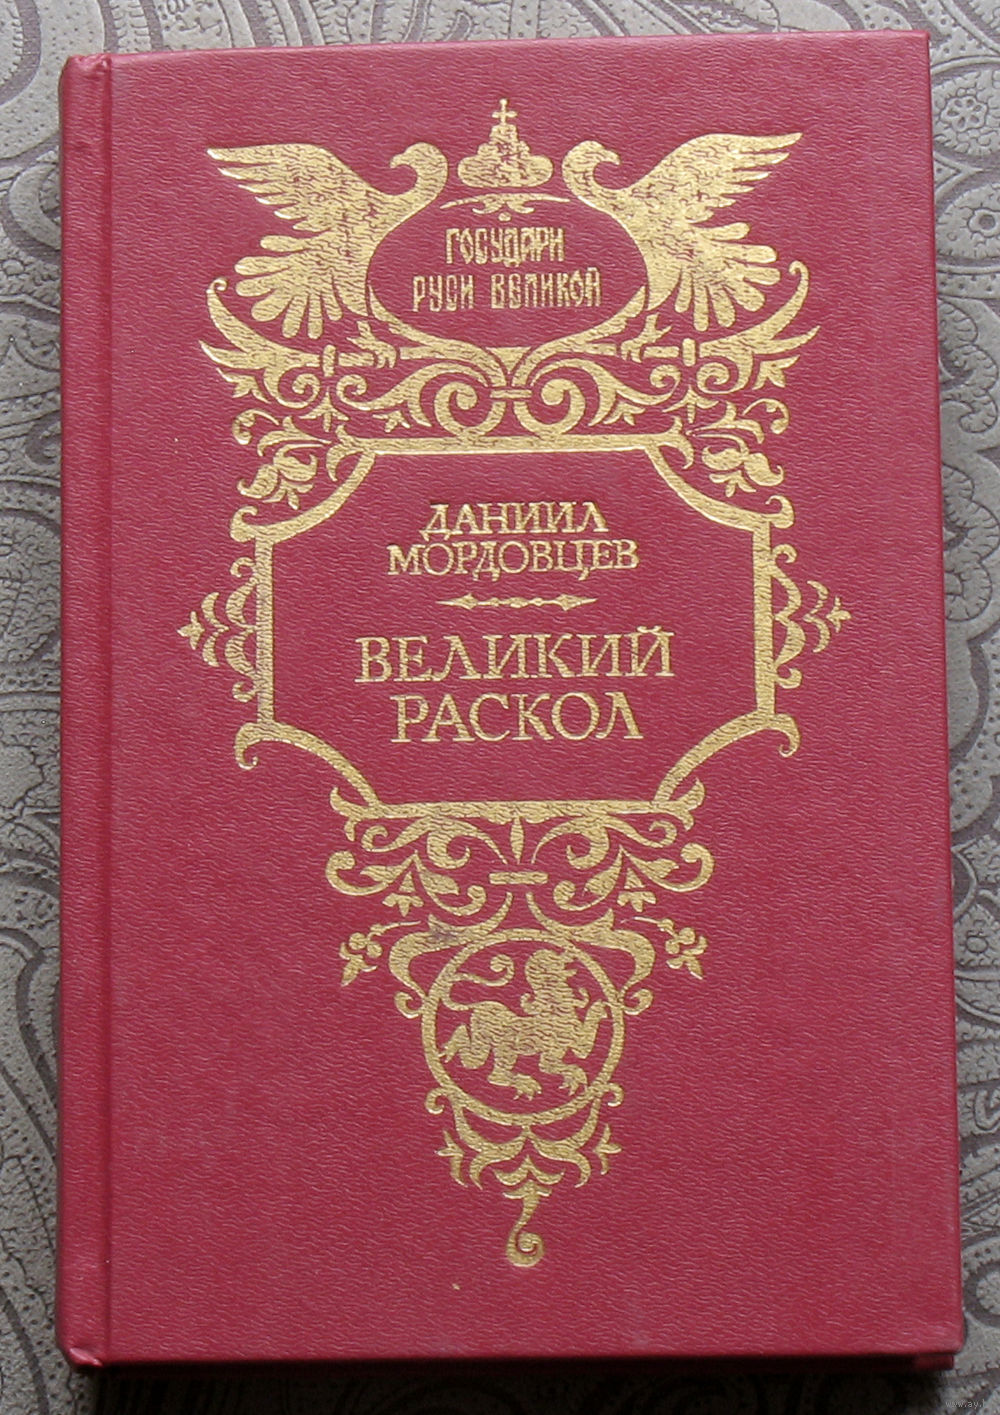 ГОСУДАРИ
РУСИ ВЕЛИКОЙ
ДАНИИЛ
МОРДОВЦЕВ
ВЕЛИКИЙ
РАСКОЛ